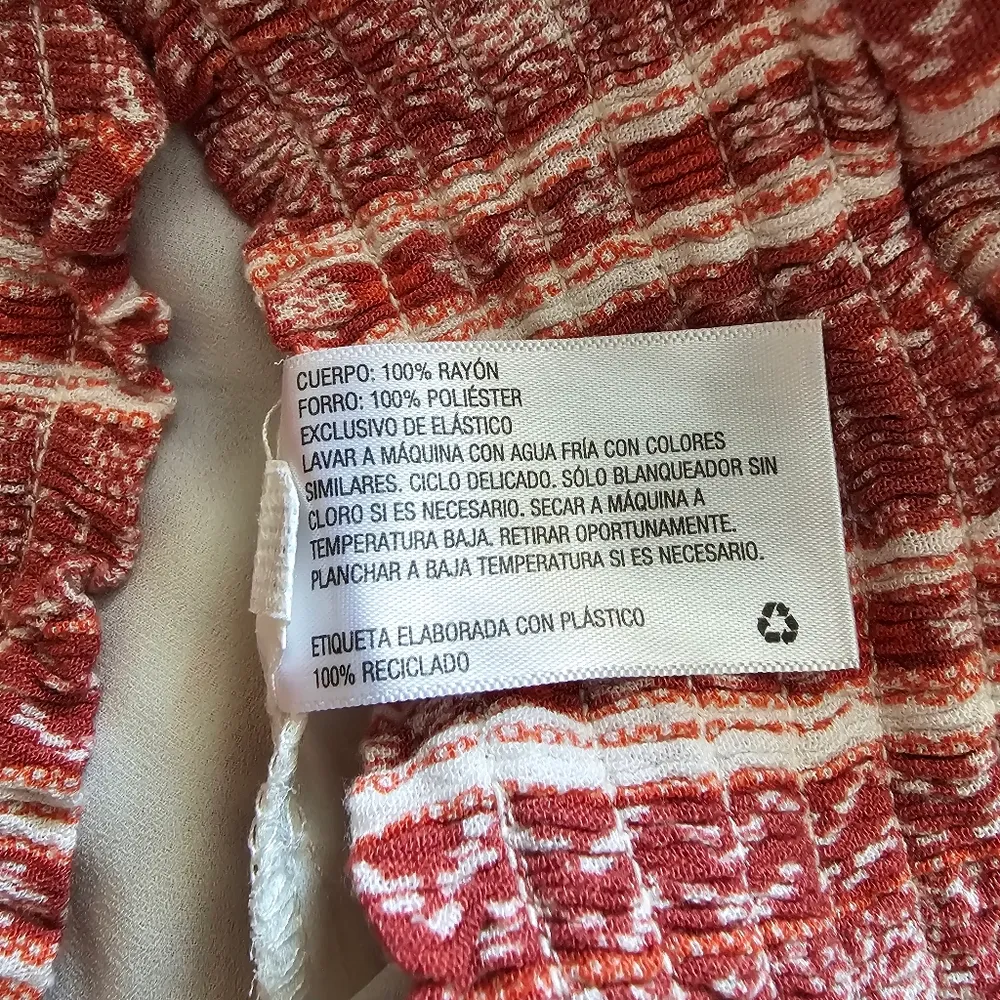 CUERPO: 100% RAYÓN
FORRO: 100% POLIÉSTER
EXCLUSIVO DE ELÁSTICO
LAVAR A MÁQUINA CON AGUA FRÍA CON COLORES
SIMILARES. CICLO DELICADO. SÓLO BLANQUEADOR SIN
CLORO SI ES NECESARIO. SECAR A MÁQUINA A
TEMPERATURA BAJA. RETIRAR OPORTUNAMENTE.
PLANCHAR A BAJA TEMPERATURA SI ES NECESARIO.
ETIQUETA ELABORADA CON PLÁSTICO
100% RECICLADO